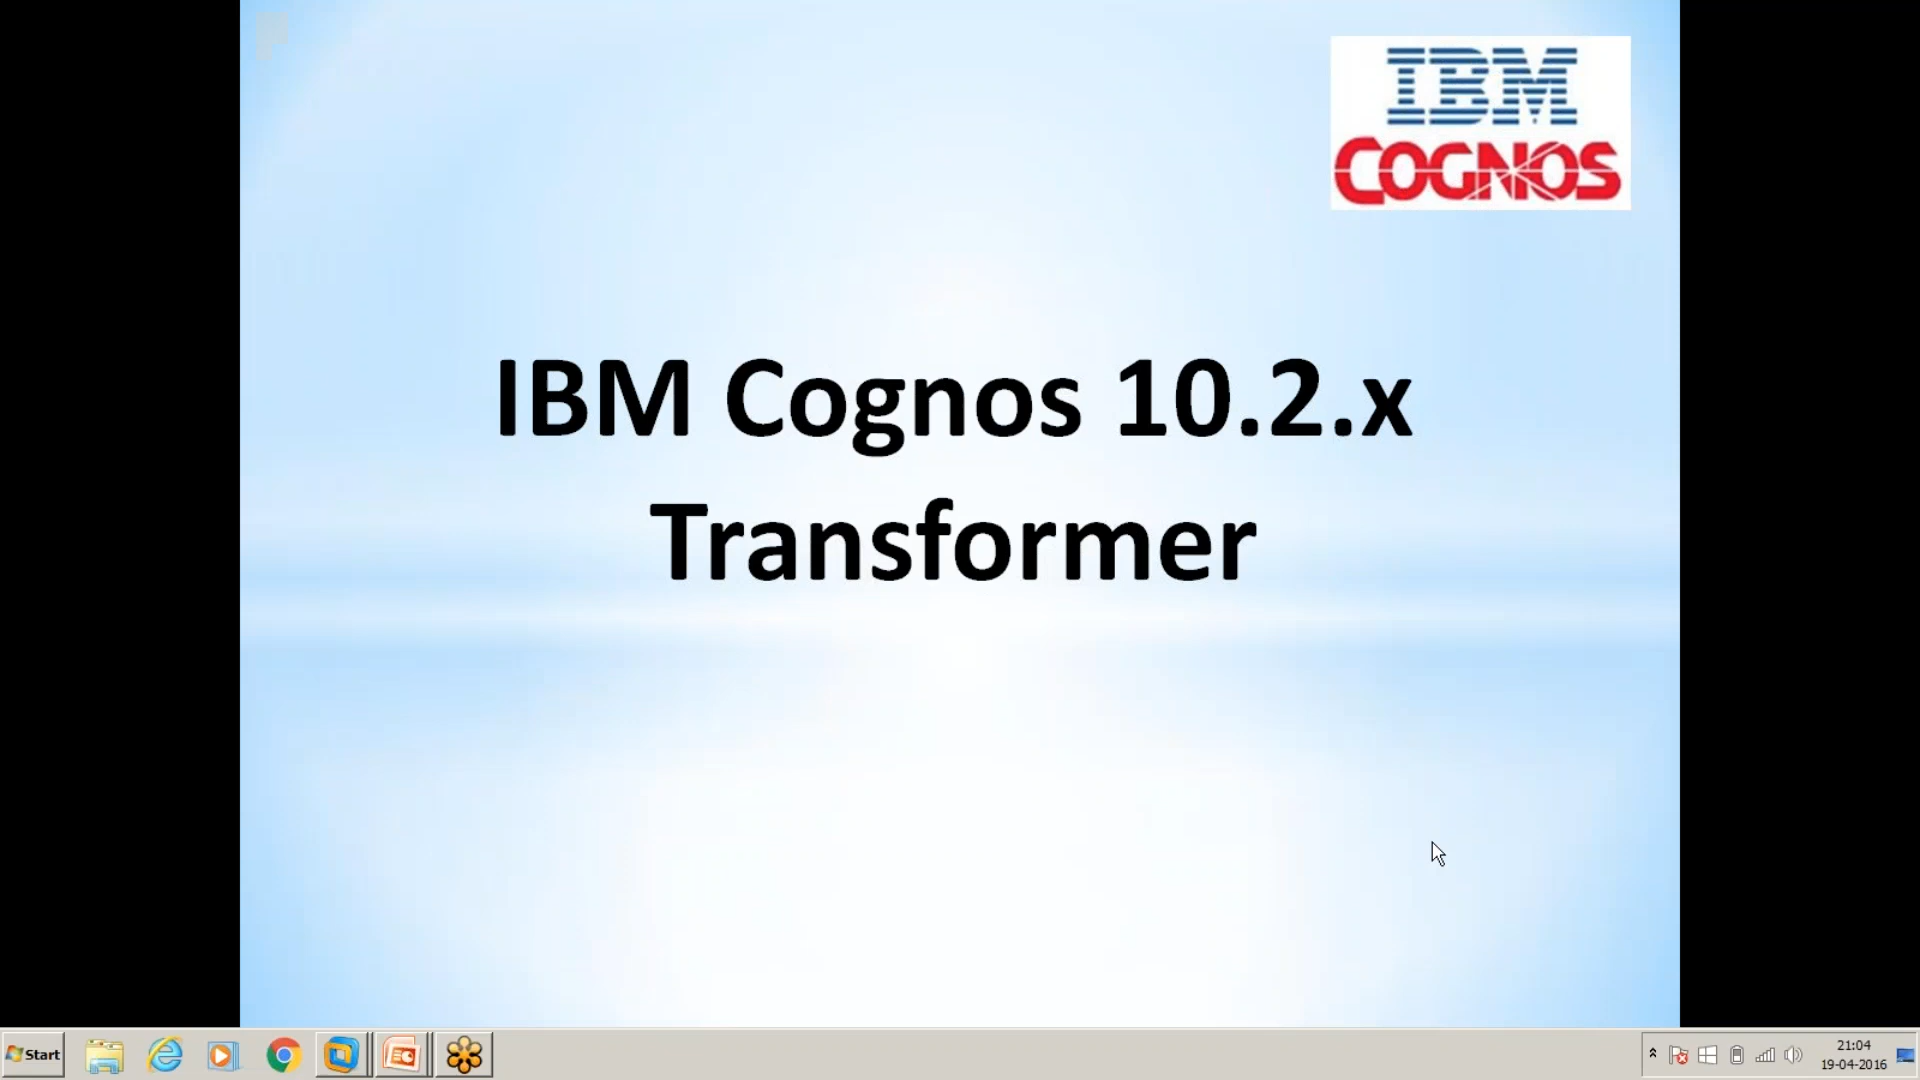 IBM
COGNOS
IBM Cognos 10.2.x
Transformer
Start
21:04
19-04-2016